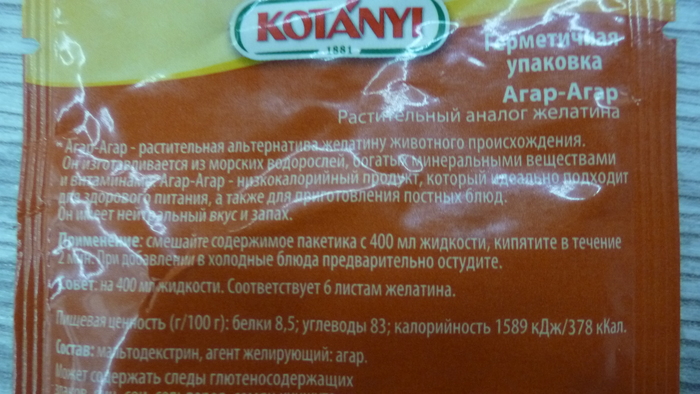 KOTÁNYI
1881
Герметичная
упаковка
Агар-Агар
Растительный аналог желатина
Агар-Агар - растительная альтернатива желатину животного происхождения.
Он изготавливается из морских водорослей, богатых минеральными веществами
и витаминами. Агар-Агар - низкокалорийный продукт, который идеально подходит
для здорового питания, а также для приготовления постных блюд.
Он имеет нейтральный вкус и запах.
Применение: смешайте содержимое пакетика с 400 мл жидкости, кипятите в течение
2 мин. При добавлении в холодные блюда предварительно остудите.
Совет: на 400 мл жидкости. Соответствует 6 листам желатина.
Пищевая ценность (г/100 г): белки 8,5; углеводы 83; калорийность 1589 кДж/378 кКал.
Состав: мальтодекстрин, агент желирующий: агар.
Может содержать следы глютеносодержащих